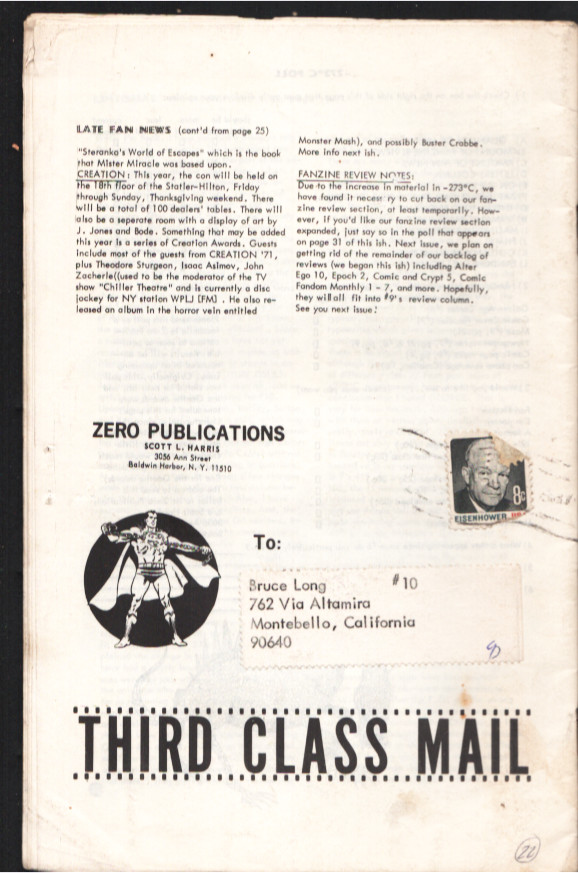 LATE FAN NEWS (cont'd from page 25)
"Steranko's World of Escapes" which is the book
that Mister Miracle was based upon.
CREATION: This year, the con will be held on
the 18th floor of the Statler-Hilton, Friday
through Sunday, Thanksgiving weekend. There
will be a total of 100 dealers' tables. There will
also be a seperate room with a display of art by
J. Jones and Bode. Something that may be added
this year is a series of Creation Awards. Guests
include most of the guests from CREATION '71,
plus Theodore Sturgeon, Isaac Asimov, John
Zacherle((used to be the moderator of the TV
show "Chiller Theatre" and is currently a disc
jockey for NY station WPLJ [FM] . He also re-
leased an album in the horror vein entitled
Monster Mash), and possibly Buster Crabbe.
More info next ish.
FANZINE REVIEW NOTES:
Due to the increase in material in -273°C, we
have found it necess ry to cut back on our fan-
zine review section, at least temporarily. How-
ever, if you'd like our fanzine review section
expanded, just say so in the poll that appears
on page 31 of this ish. Next issue, we plan on
getting rid of the remainder of our backlog of
reviews (we began this ish) including Alter
Ego 10, Epoch 2, Comic and Crypt 5, Comic
Fandom Monthly 1 - 7, and more. Hopefully,
they will all fit into #9's review column.
See you next issue!
ZERO PUBLICATIONS
SCOTT L. HARRIS
3056 Ann Street
Baldwin Harbor, N. Y. 11510
8c
EISENHOWER
To:
Bruce Long #10
762 Via Altamira
Montebello, California
90640
THIRD CLASS MAIL
22